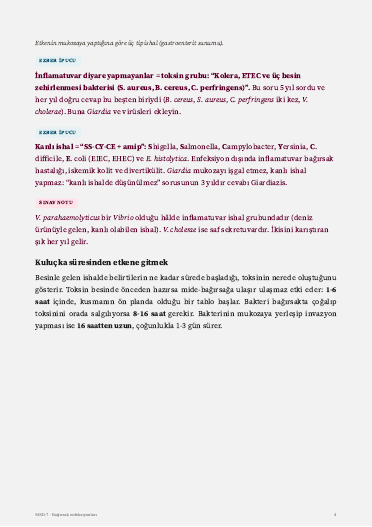 Etkenin mukozaya yaptığına göre üç tip ishal (gastroenterit sunumu).
EZBER İPUCU
İnflamatuvar diyare yapmayanlar = toksin grubu: "Kolera, ETEC ve üç besin
zehirlenmesi bakterisi (S. aureus, B. cereus, C. perfringens)". Bu soru 5 yıl sordu ve
her yıl doğru cevap bu beşten biriydi (B. cereus, S. aureus, C. perfringens iki kez, V.
cholerae). Buna Giardia ve virüsleri ekleyin.
EZBER İPUCU
Kanlı ishal = "SS-CY-CE + amip": Shigella, Salmonella, Campylobacter, Yersinia, C.
difficile, E. coli (EIEC, EHEC) ve E. histolytica. Enfeksiyon dışında inflamatuvar bağırsak
hastalığı, iskemik kolit ve divertikülit. Giardia mukozayı işgal etmez, kanlı ishal
yapmaz: "kanlı ishalde düşünülmez" sorusunun 3 yıldır cevabı Giardiazis.
SINAV NOTU
V. parahaemolyticus bir Vibrio olduğu hâlde inflamatuvar ishal grubundadır (deniz
ürünüyle gelen, kanlı olabilen ishal). V. cholerae ise saf sekretuvardır. İkisini karıştıran
şık her yıl gelir.
Kuluçka süresinden etkene gitmek
Besinle gelen ishalde belirtilerin ne kadar sürede başladığı, toksinin nerede oluştuğunu
gösterir. Toksin besinde önceden hazırsa mide-bağırsağa ulaşır ulaşmaz etki eder: 1-6
saat içinde, kusmanın ön planda olduğu bir tablo başlar. Bakteri bağırsakta çoğalıp
toksinini orada salgılıyorsa 8-16 saat gerekir. Bakterinin mukozaya yerleşip invazyon
yapması ise 16 saatten uzun, çoğunlukla 1-3 gün sürer.